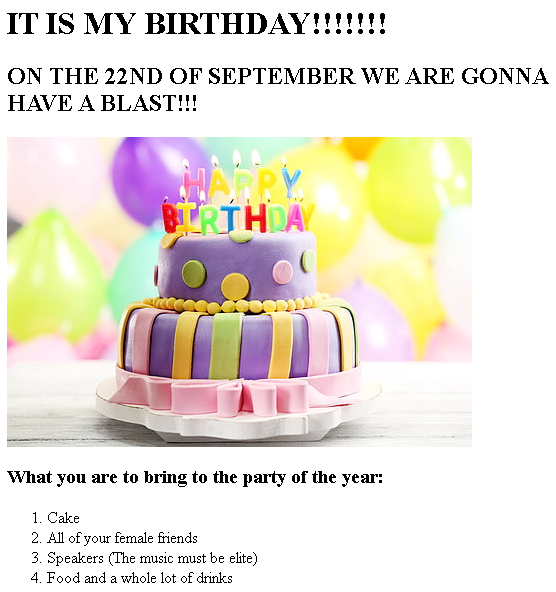 IT IS MY BIRTHDAY!!!!!!!
ON THE 22ND OF SEPTEMBER WE ARE GONNA
HAVE A BLAST!!!
HAPPY
BIRTHDAY
What you are to bring to the party of the year:
1. Cake
2. All of your female friends
3. Speakers (The music must be elite)
4. Food and a whole lot of drinks